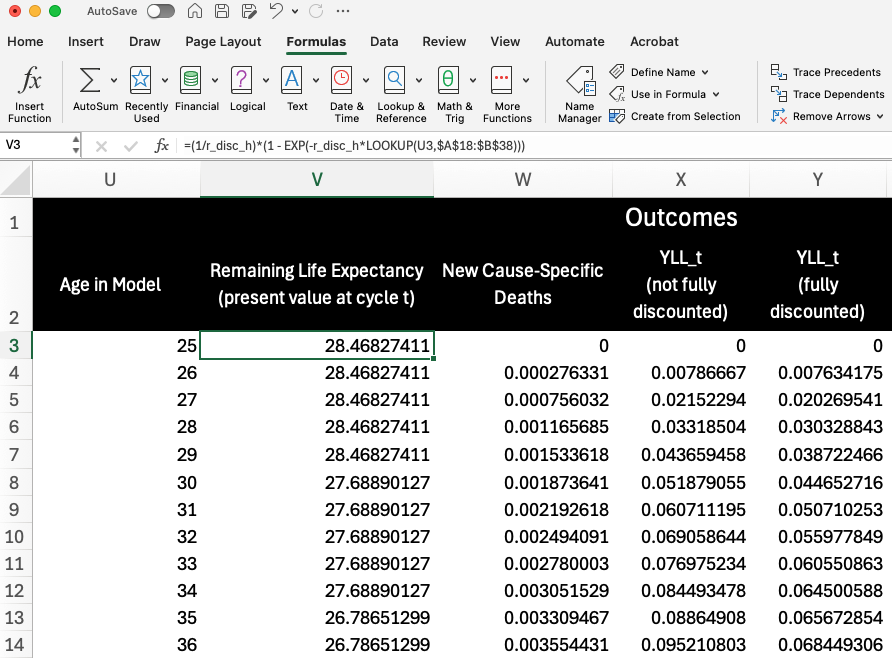 AutoSave
Home Insert Draw Page Layout Formulas Data Review View Automate Acrobat
fx Σ ? A θ
Insert Function AutoSum Recently Used Financial Logical Text Date & Time Lookup & Reference Math & Trig More Functions Name Manager
Define Name
Use in Formula
Create from Selection
Trace Precedents
Trace Dependents
Remove Arrows
V3 fx =(1/r_disc_h)*(1 - EXP(-r_disc_h*LOOKUP(U3,$A$18:$B$38)))
U V W X Y
1 Outcomes
2 Age in Model Remaining Life Expectancy (present value at cycle t) New Cause-Specific Deaths YLL_t (not fully discounted) YLL_t (fully discounted)
3 25 28.46827411 0 0 0
4 26 28.46827411 0.000276331 0.00786667 0.007634175
5 27 28.46827411 0.000756032 0.02152294 0.020269541
6 28 28.46827411 0.001165685 0.03318504 0.030328843
7 29 28.46827411 0.001533618 0.043659458 0.038722466
8 30 27.68890127 0.001873641 0.051879055 0.044652716
9 31 27.68890127 0.002192618 0.060711195 0.050710253
10 32 27.68890127 0.002494091 0.069058644 0.055977849
11 33 27.68890127 0.002780003 0.076975234 0.060550863
12 34 27.68890127 0.003051529 0.084493478 0.064500588
13 35 26.78651299 0.003309467 0.08864908 0.065672854
14 36 26.78651299 0.003554431 0.095210803 0.068449306